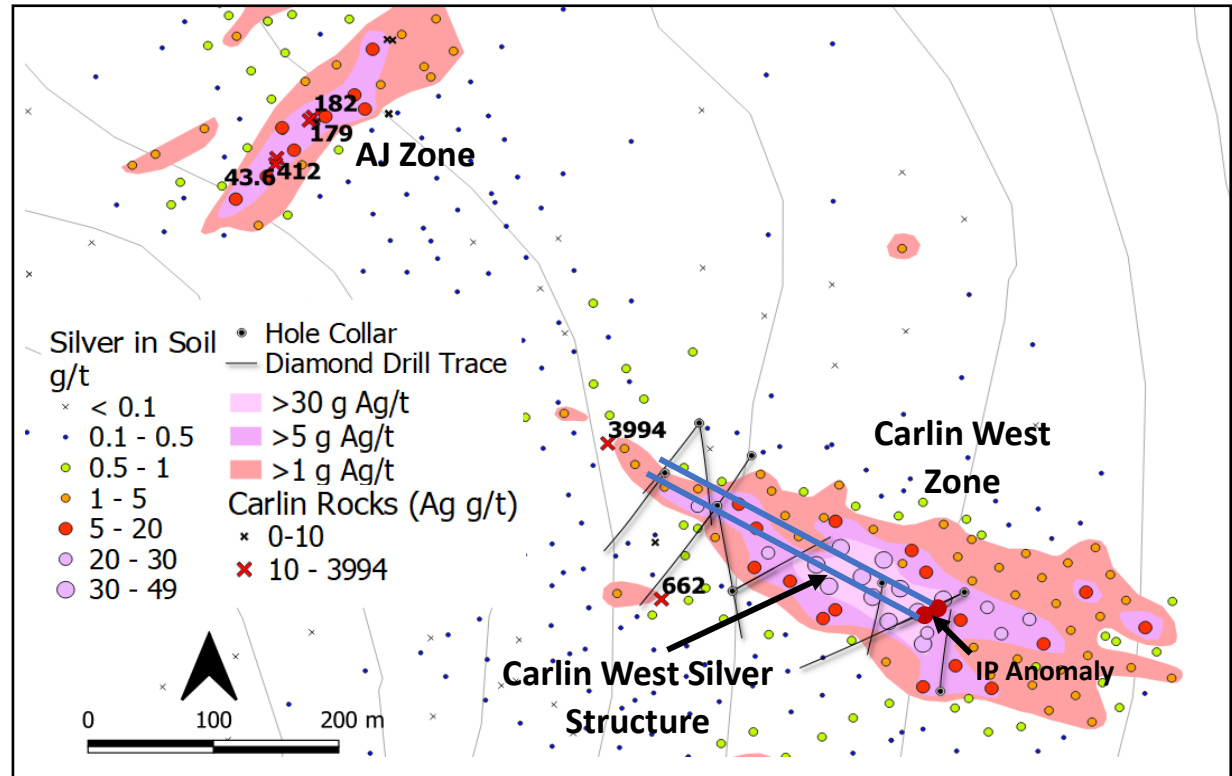 182
179
AJ Zone
43.6
412
Silver in Soil
g/t
< 0.1
0.1 - 0.5
0.5 - 1
1 - 5
5 - 20
20 - 30
30 - 49
Hole Collar
Diamond Drill Trace
>30 g Ag/t
>5 g Ag/t
>1 g Ag/t
Carlin Rocks (Ag g/t)
0-10
10 - 3994
3994
Carlin West
Zone
662
Carlin West Silver
Structure
IP Anomaly
0 100 200 m